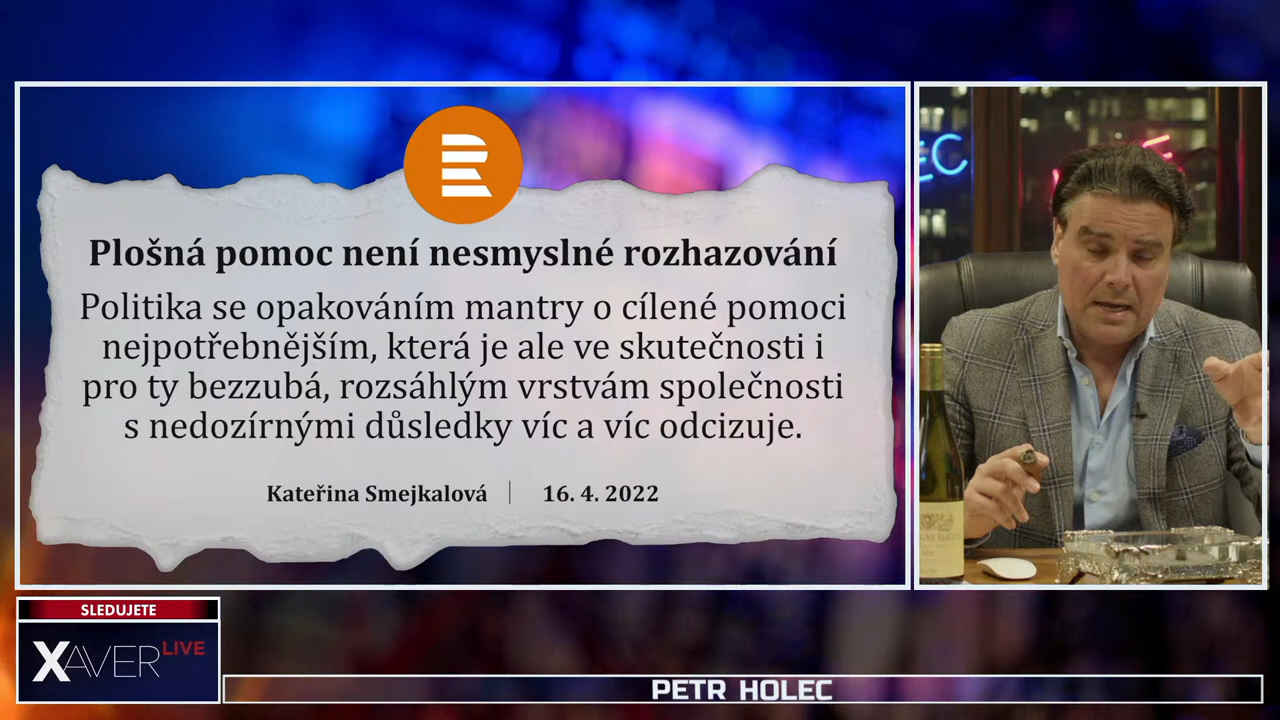 Plošná pomoc není nesmyslné rozhazování
Politika se opakováním mantry o cílené pomoci
nejpotřebnějším, která je ale ve skutečnosti i
pro ty bezzubá, rozsáhlým vrstvám společnosti
s nedozírnými důsledky víc a víc odcizuje.
Kateřina Smejkalová | 16. 4. 2022
EC
SLEDUJETE
XAVER LIVE
PETR HOLEC